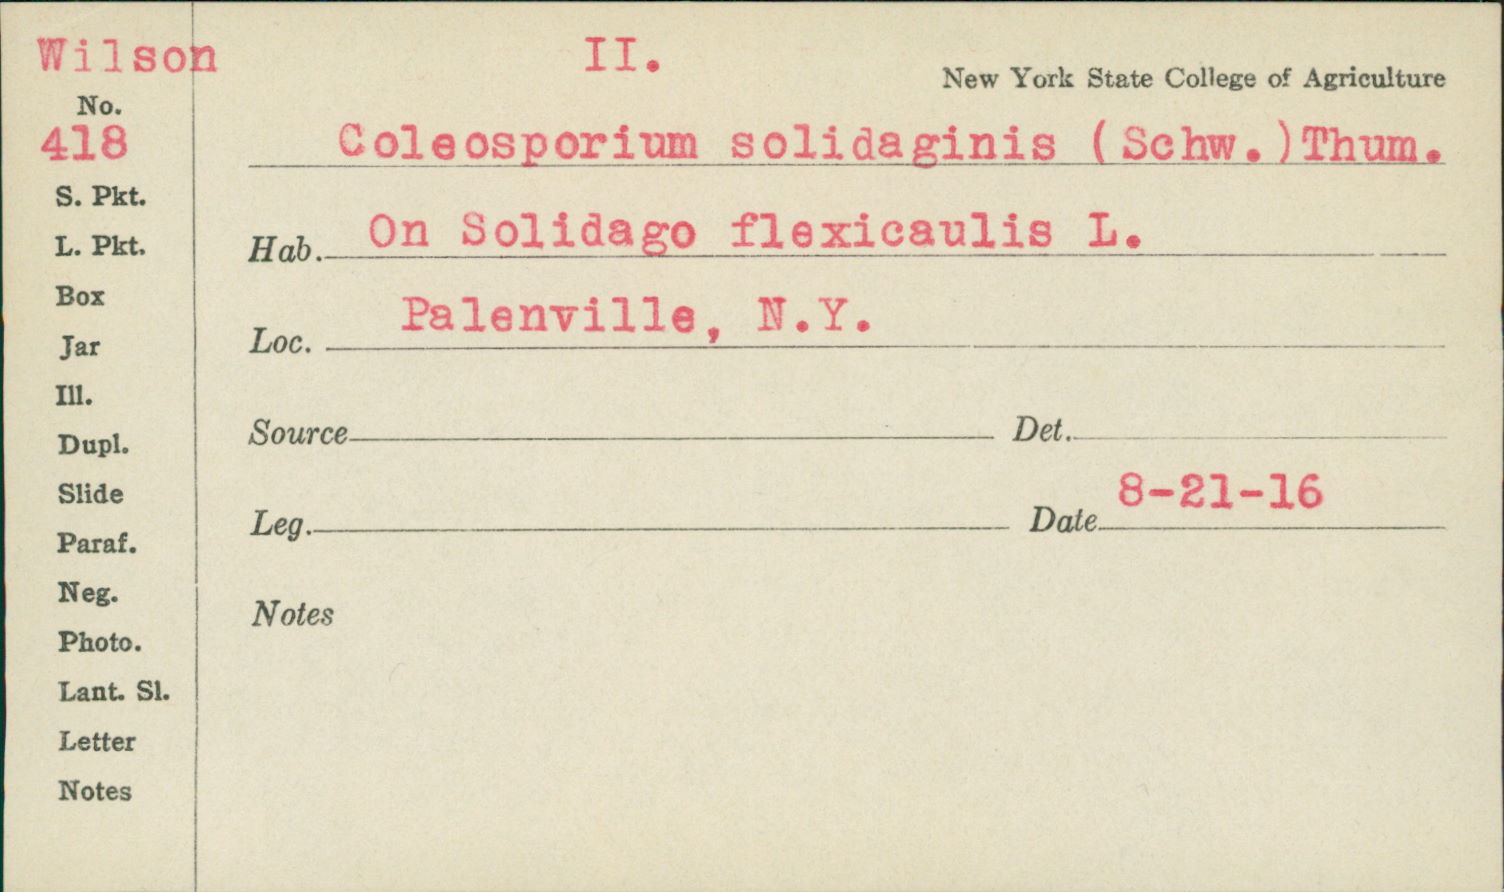 Wilson
II.
New York State College of Agriculture
No.
418
Coleosporium solidaginis (Schw.)Thum.
S. Pkt.
L. Pkt.
Hab. On Solidago flexicaulis L.
Box
Loc. Palenville, N.Y.
Jar
Ill.
Dupl.
Source Det.
Slide
Leg. Date 8-21-16
Paraf.
Neg.
Notes
Photo.
Lant. Sl.
Letter
Notes